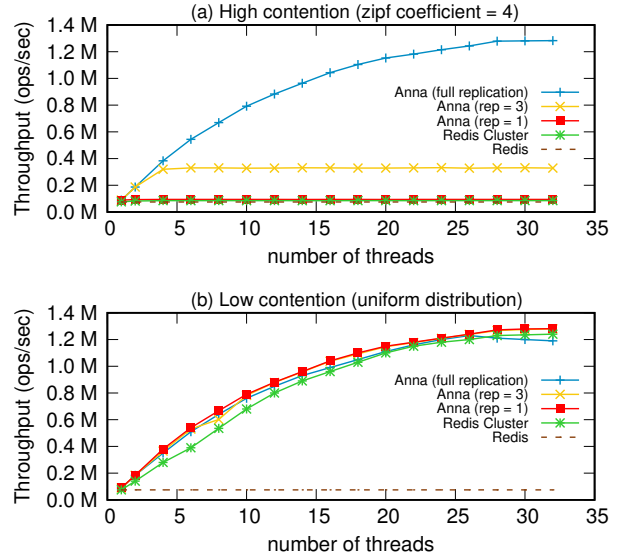 (a) High contention (zipf coefficient = 4)
1.4 M
1.2 M
1.0 M
0.8 M
0.6 M
0.4 M
0.2 M
0.0 M
Throughput (ops/sec)
Anna (full replication)
Anna (rep = 3)
Anna (rep = 1)
Redis Cluster
Redis
0 5 10 15 20 25 30 35
number of threads
(b) Low contention (uniform distribution)
1.4 M
1.2 M
1.0 M
0.8 M
0.6 M
0.4 M
0.2 M
0.0 M
Throughput (ops/sec)
Anna (full replication)
Anna (rep = 3)
Anna (rep = 1)
Redis Cluster
Redis
0 5 10 15 20 25 30 35
number of threads